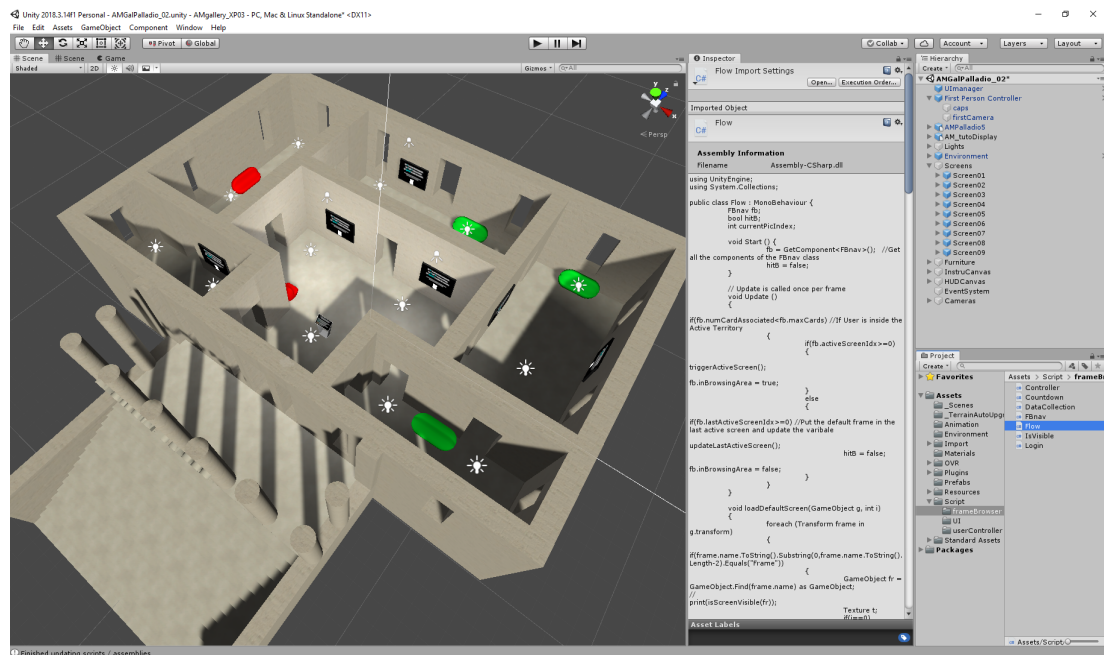 Unity 2018.3.14f1 Personal - AMGalPalladio_02.unity - AMgallery_XP03 - PC, Mac & Linux Standalone* <DX11>
File Edit Assets GameObject Component Window Help
Pivot Global
Collab Account Layers Layout
Scene Scene Game
Shaded 2D Gizmos All
y
z
x
Persp
Inspector
Flow Import Settings
C#
Open... Execution Order...
Imported Object
Flow
C#
Assembly Information
Filename Assembly-CSharp.dll
using UnityEngine;
using System.Collections;
public class Flow : MonoBehaviour {
FBnav fb;
bool hitB;
int currentPicIndex;
void Start () {
fb = GetComponent<FBnav>(); //Get
all the components of the FBnav class
hitB = false;
}
// Update is called once per frame
void Update ()
{
if(fb.numCardAssociated<fb.maxCards) //If User is inside the
Active Territory
{
if(fb.activeScreenIdx>=0)
{
triggerActiveScreen();
fb.inBrowsingArea = true;
}
else
{
if(fb.lastActiveScreenIdx>=0) //Put the default frame in the
last active screen and update the varibale
updateLastActiveScreen();
hitB = false;
fb.inBrowsingArea = false;
}
}
}
void loadDefaultScreen(GameObject g, int i)
{
foreach (Transform frame in
g.transform)
{
if(frame.name.ToString().Substring(0,frame.name.ToString().
Length-2).Equals("Frame"))
{
GameObject fr =
GameObject.Find(frame.name) as GameObject;
//
print(isScreenVisible(fr));
Texture t;
if(i==0)
Asset Labels
Hierarchy
Create All
AMGalPalladio_02*
UImanager
First Person Controller
caps
firstCamera
AMPalladio5
AM_tutoDisplay
Lights
Environment
Screens
Screen01
Screen02
Screen03
Screen04
Screen05
Screen06
Screen07
Screen08
Screen09
Furniture
InstruCanvas
HUDCanvas
EventSystem
Cameras
Project
Create
Favorites
Assets
_Scenes
_TerrainAutoUpgr
Animation
Environment
Import
Materials
OVR
Plugins
Prefabs
Resources
Script
frameBrowser
UI
userController
Standard Assets
Packages
Assets > Script > frameBro
Controller
Countdown
DataCollection
FBnav
Flow
IsVisible
Login
Assets/Script/
Finished updating scripts / assemblies